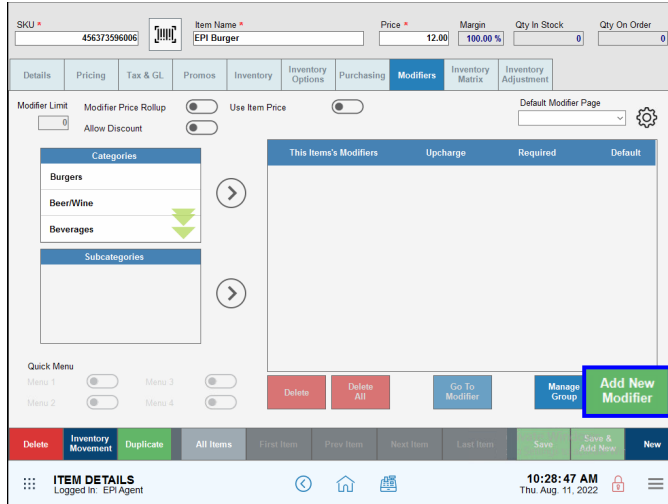 SKU * Item Name * Price * Margin Qty In Stock Qty On Order
456373596006 EPI Burger 12.00 100.00 % 0 0
Details Pricing Tax & GL Promos Inventory Inventory Options Purchasing Modifiers Inventory Matrix Inventory Adjustment
Modifier Limit Modifier Price Rollup Use Item Price Default Modifier Page
0 Allow Discount
Categories
Burgers
Beer/Wine
Beverages
Subcategories
This Items's Modifiers Upcharge Required Default
Quick Menu
Menu 1 Menu 3
Menu 2 Menu 4
Delete Delete All Go To Modifier Manage Group Add New Modifier
Delete Inventory Movement Duplicate All Items First Item Prev Item Next Item Last Item Save Save & Add New New
ITEM DETAILS 10:28:47 AM
Logged In: EPI Agent Thu. Aug. 11, 2022